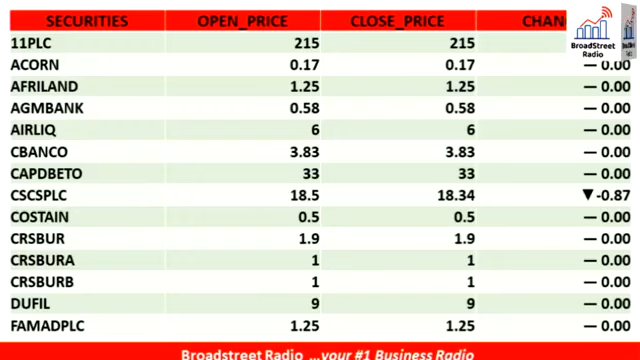 SECURITIES OPEN_PRICE CLOSE_PRICE CHAN
BroadStreet
Radio
11PLC 215 215
ACORN 0.17 0.17 — 0.00
AFRILAND 1.25 1.25 — 0.00
AGMBANK 0.58 0.58 — 0.00
AIRLIQ 6 6 — 0.00
CBANCO 3.83 3.83 — 0.00
CAPDBETO 33 33 — 0.00
CSCSPLC 18.5 18.34 ▼ -0.87
COSTAIN 0.5 0.5 — 0.00
CRSBUR 1.9 1.9 — 0.00
CRSBURA 1 1 — 0.00
CRSBURB 1 1 — 0.00
DUFIL 9 9 — 0.00
FAMADPLC 1.25 1.25 — 0.00
Broadstreet Radio ...your #1 Business Radio